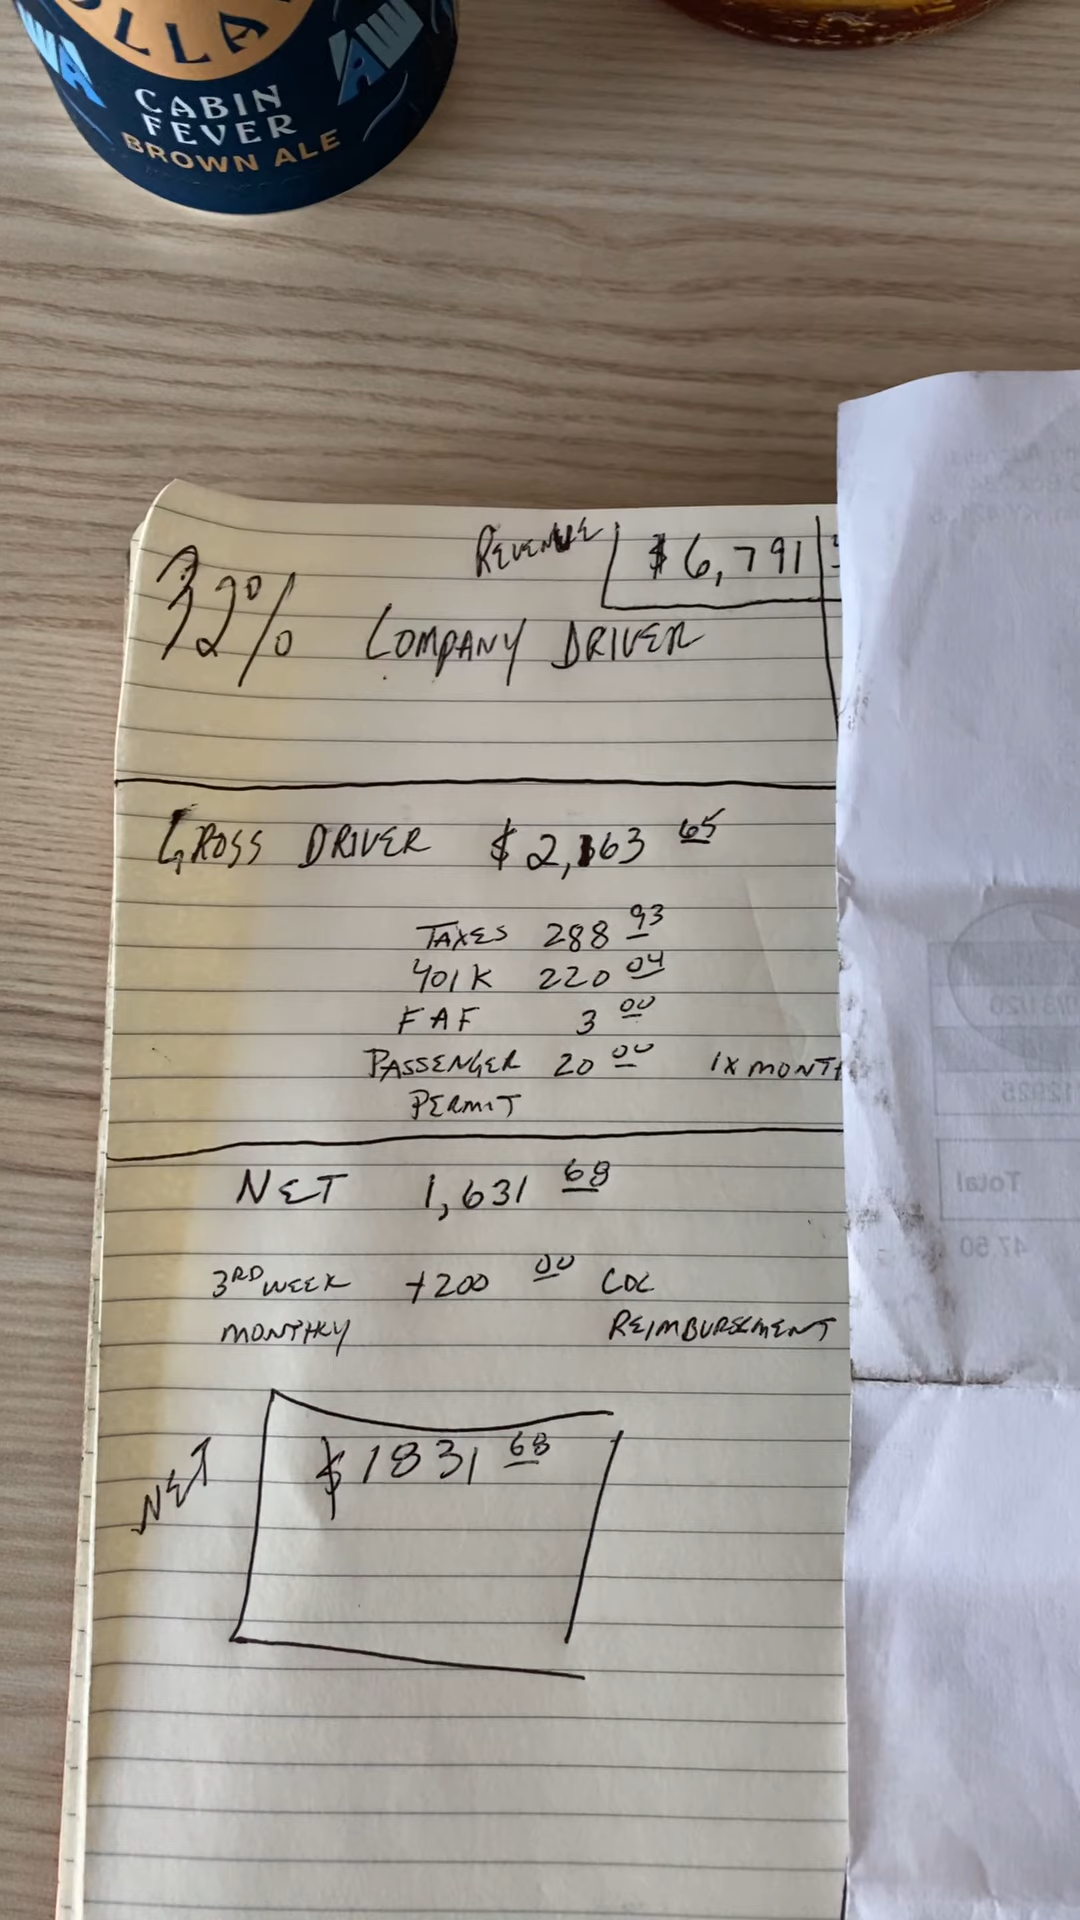 CABIN
FEVER
BROWN ALE
REVENUE $6,791
32% COMPANY DRIVER
GROSS DRIVER $2,163 65
TAXES 288 93
401K 220 04
FAF 3 00
PASSENGER 20 00 1X MONTH
PERMIT
NET 1,631 68
3RD WEEK +200 00 CDL
MONTHLY REIMBURSEMENT
NET $1831 68
Total
47.50